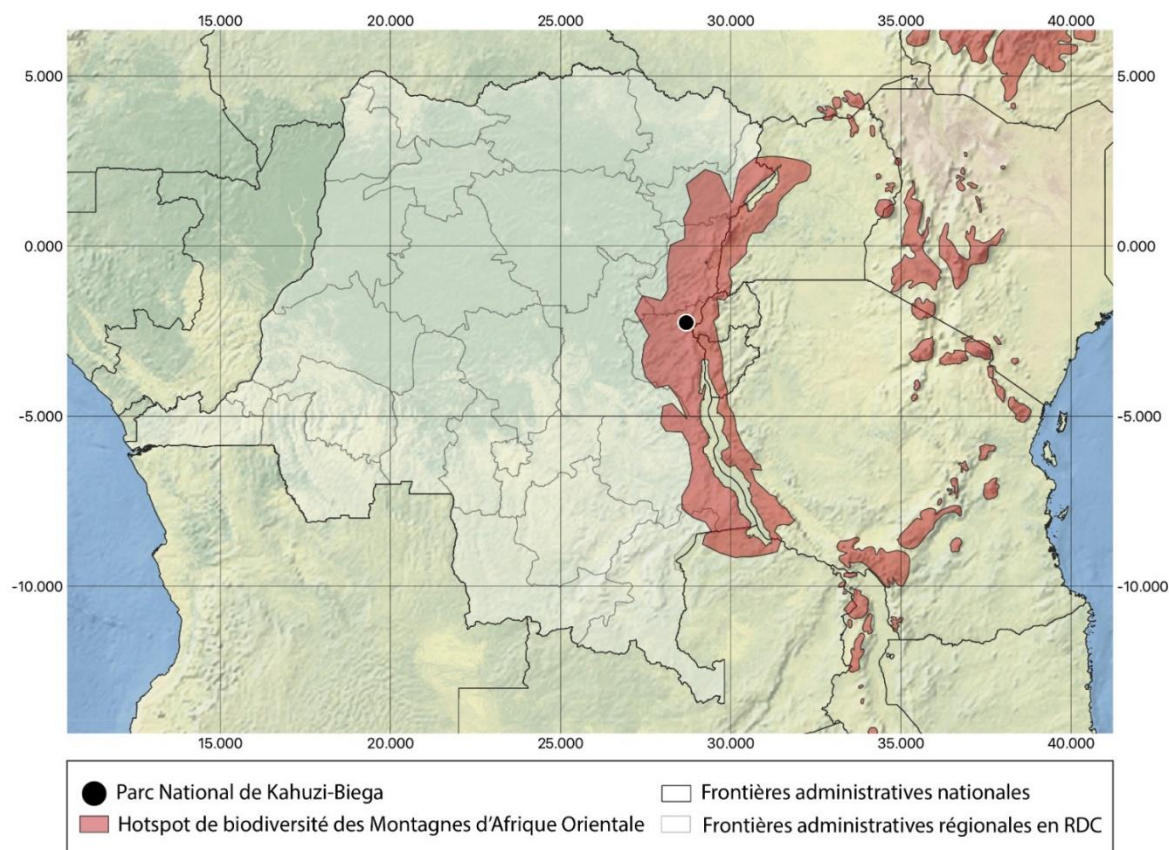 15.000 20.000 25.000 30.000 35.000 40.000
5.000 5.000
0.000 0.000
-5.000 -5.000
-10.000 -10.000
15.000 20.000 25.000 30.000 35.000 40.000
Parc National de Kahuzi-Biega Frontières administratives nationales
Hotspot de biodiversité des Montagnes d’Afrique Orientale Frontières administratives régionales en RDC